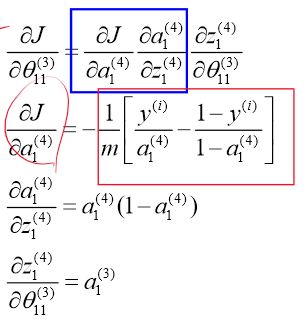 ∂J/∂θ₁₁⁽³⁾ = ∂J/∂a₁⁽⁴⁾ ∂a₁⁽⁴⁾/∂z₁⁽⁴⁾ ∂z₁⁽⁴⁾/∂θ₁₁⁽³⁾
∂J/∂a₁⁽⁴⁾ = −1/m [y⁽ⁱ⁾/a₁⁽⁴⁾ − (1−y⁽ⁱ⁾)/(1−a₁⁽⁴⁾)]
∂a₁⁽⁴⁾/∂z₁⁽⁴⁾ = a₁⁽⁴⁾(1−a₁⁽⁴⁾)
∂z₁⁽⁴⁾/∂θ₁₁⁽³⁾ = a₁⁽³⁾